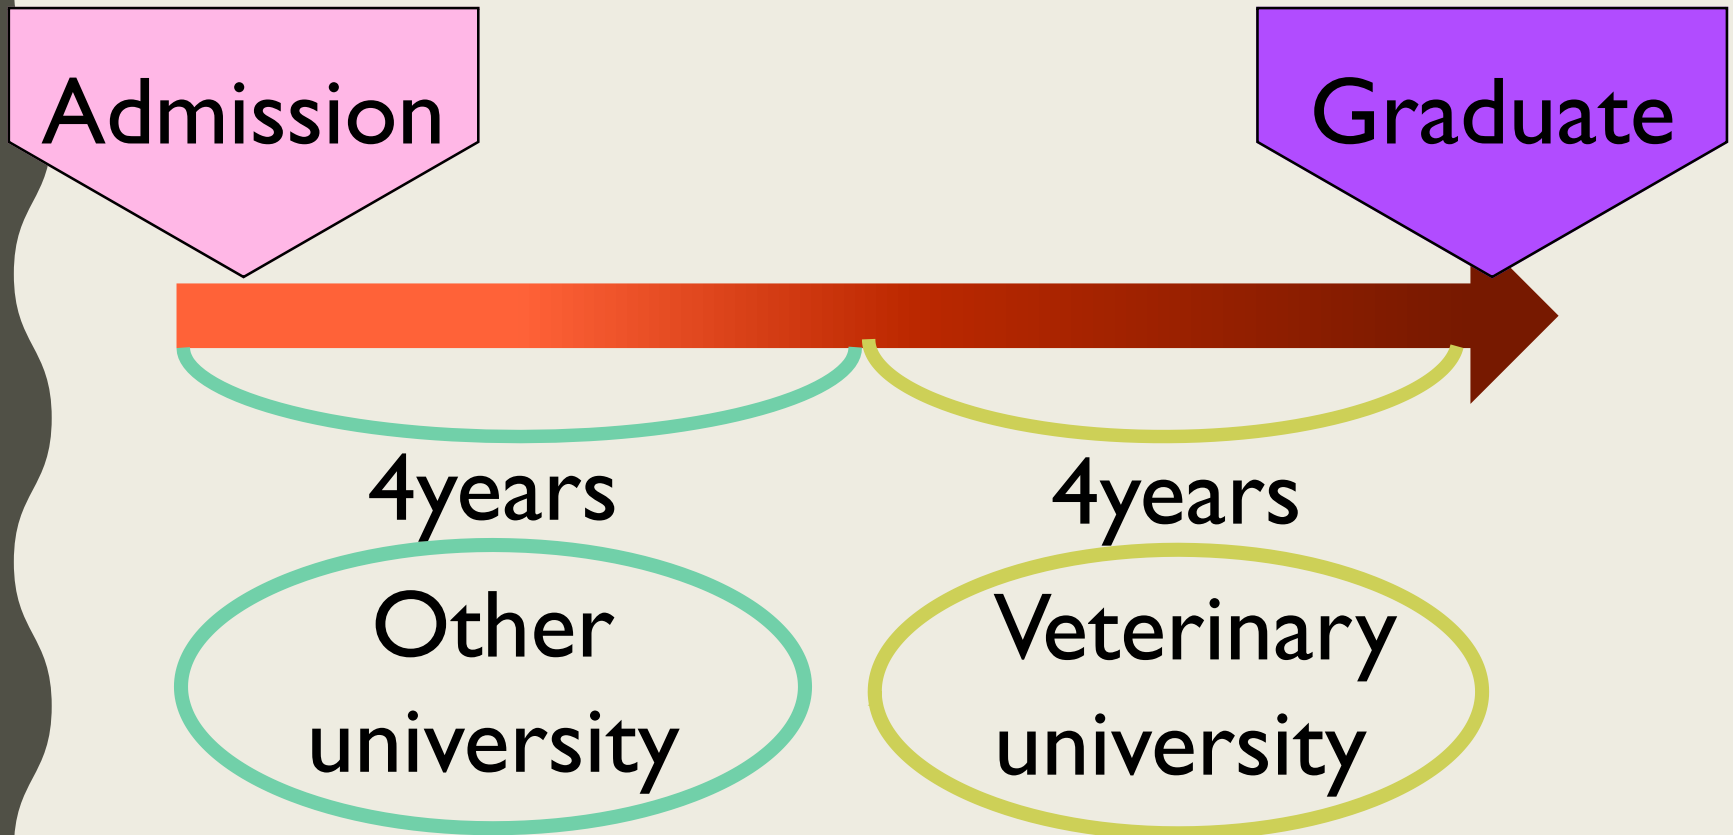 Admission
Graduate
4years
4years
Other
university
Veterinary
university